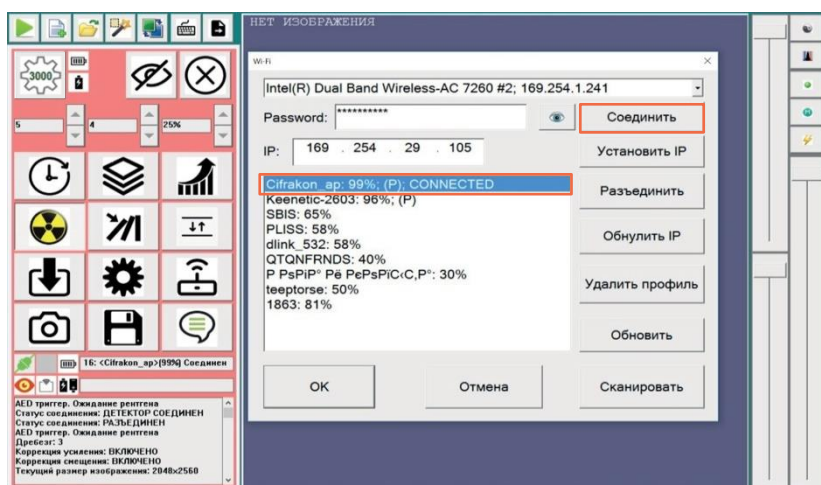 НЕТ ИЗОБРАЖЕНИЯ
Wi-Fi
Intel(R) Dual Band Wireless-AC 7260 #2; 169.254.1.241
Password: **********
Соединить
IP: 169 . 254 . 29 . 105
Установить IP
Cifrakon_ap: 99%; (P); CONNECTED
Keenetic-2603: 96%; (P)
SBIS: 65%
PLISS: 58%
dlink_532: 58%
QTQNFRNDS: 40%
Р РѕРіР° Рё РєРѕРїС‹С‚Р°: 30%
teeptorse: 50%
1863: 81%
Разъединить
Обнулить IP
Удалить профиль
Обновить
OK
Отмена
Сканировать
3000
5
4
25%
16: <Cifrakon_ap>[99%] Соединен
AED триггер. Ожидание рентгена
Статус соединения: ДЕТЕКТОР СОЕДИНЕН
Статус соединения: РАЗЪЕДИНЕН
AED триггер. Ожидание рентгена
Дребезг: 3
Коррекция усиления: ВКЛЮЧЕНО
Коррекция смещения: ВКЛЮЧЕНО
Текущий размер изображения: 2048x2560